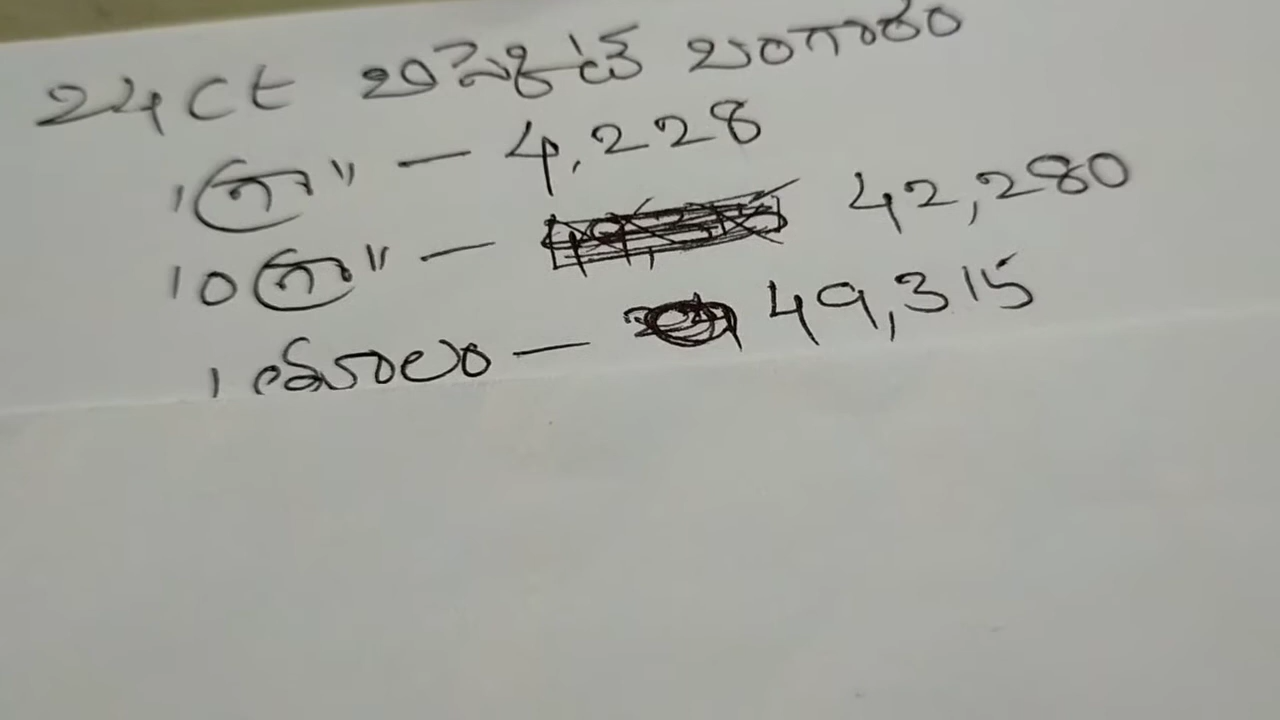 24Ct బిస్కెట్ బంగారం
1 గ్రా" — 4,228
10 గ్రా" — 42,280
1 తులం — 49,315